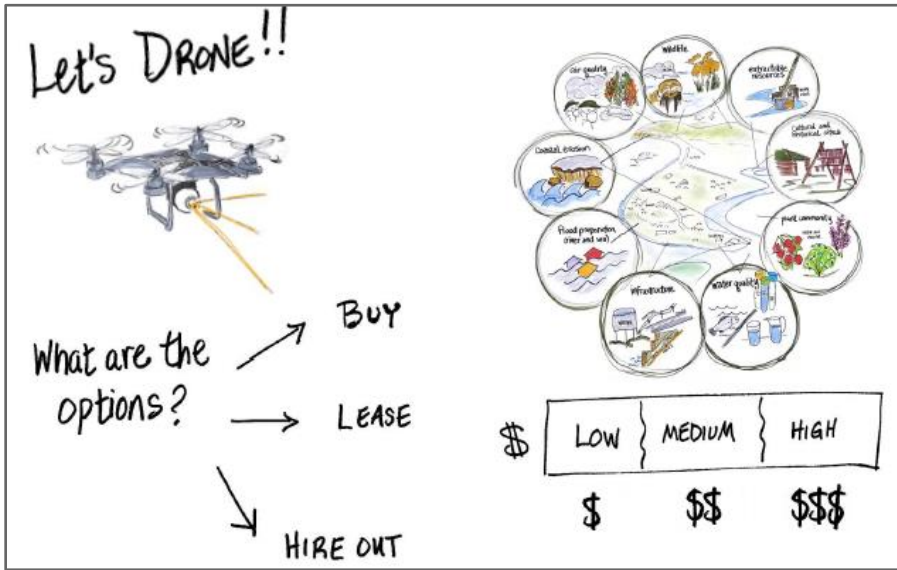 Let's DRONE!!
What are the
options?
BUY
LEASE
HIRE OUT
air quality
Wildlife
extractable
resources
Cultural and
historical sites
Coastal erosion
plant community
Flood preparation
(river and sea)
Infrastructure
Water quality
$
LOW
MEDIUM
HIGH
$
$$
$$$